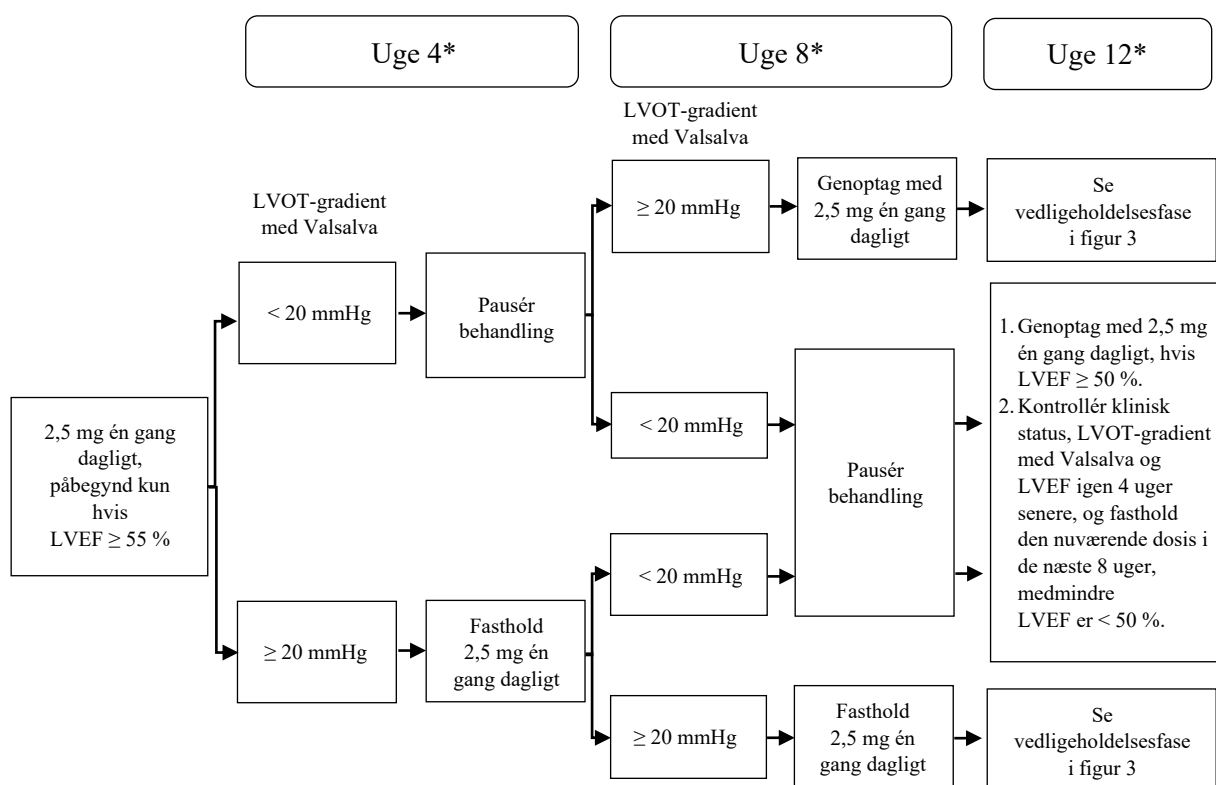 Uge 4*
Uge 8*
Uge 12*
LVOT-gradient
med Valsalva
≥ 20 mmHg
Genoptag med
2,5 mg én gang
dagligt
Se
vedligeholdelsesfase
i figur 3
LVOT-gradient
med Valsalva
< 20 mmHg
Pausér
behandling
< 20 mmHg
Pausér
behandling
1. Genoptag med 2,5 mg
én gang dagligt, hvis
LVEF ≥ 50 %.
2. Kontrollér klinisk
status, LVOT-gradient
med Valsalva og
LVEF igen 4 uger
senere, og fasthold
den nuværende dosis i
de næste 8 uger,
medmindre
LVEF er < 50 %.
2,5 mg én gang
dagligt,
påbegynd kun
hvis
LVEF ≥ 55 %
< 20 mmHg
≥ 20 mmHg
Fasthold
2,5 mg én
gang dagligt
≥ 20 mmHg
Fasthold
2,5 mg én
gang dagligt
Se
vedligeholdelsesfase
i figur 3